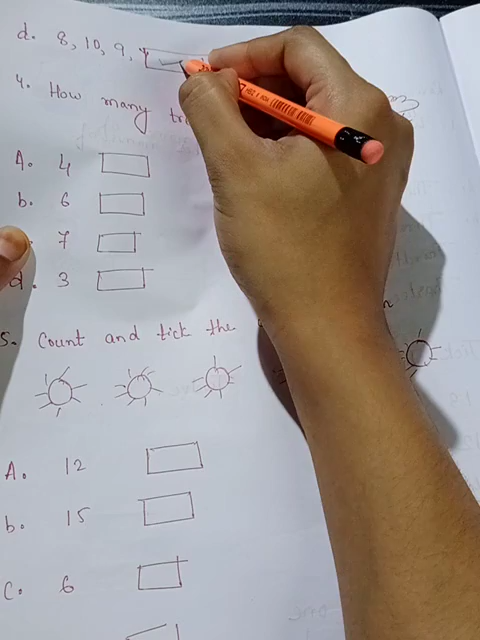 d. 8, 10, 9,
4. How many
A. 4
b. 6
7
d. 3
5. Count and tick the
A. 12
b. 15
C. 6